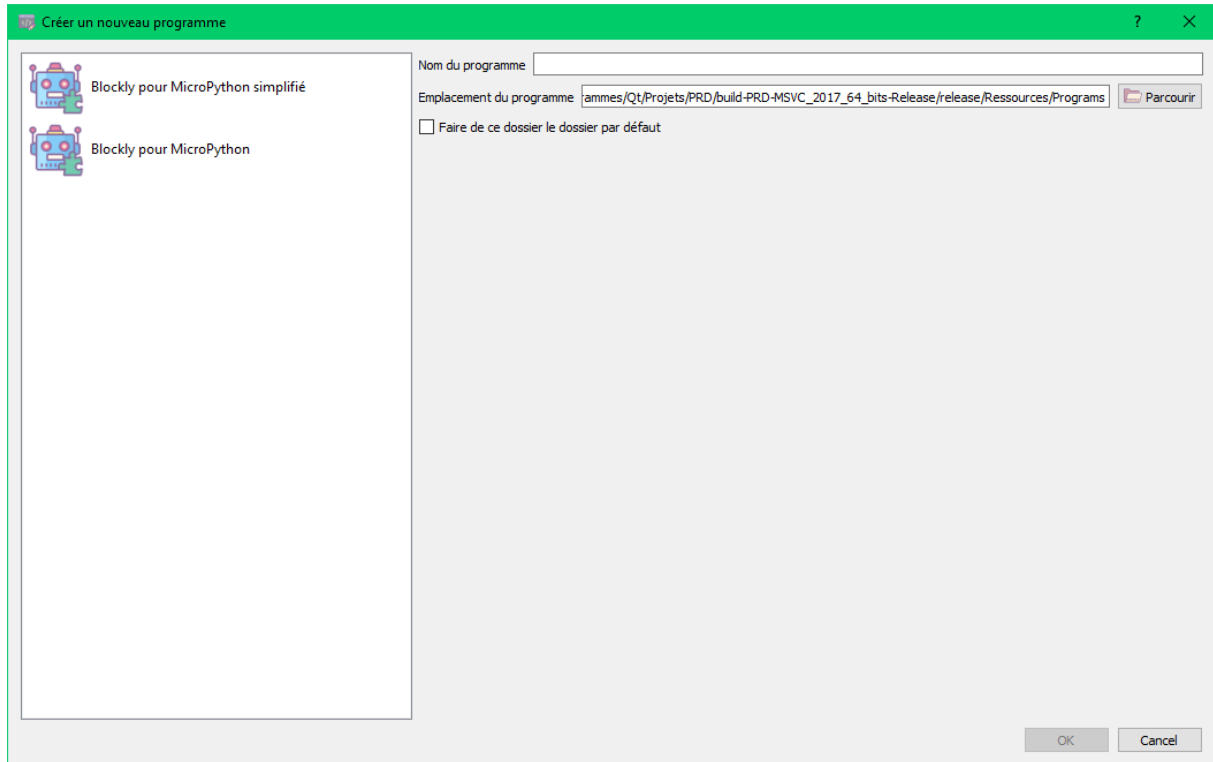 Créer un nouveau programme
?
Blockly pour MicroPython simplifié
Blockly pour MicroPython
Nom du programme
Emplacement du programme rammes/Qt/Projets/PRD/build-PRD-MSVC_2017_64_bits-Release/release/Ressources/Programs Parcourir
Faire de ce dossier le dossier par défaut
OK Cancel